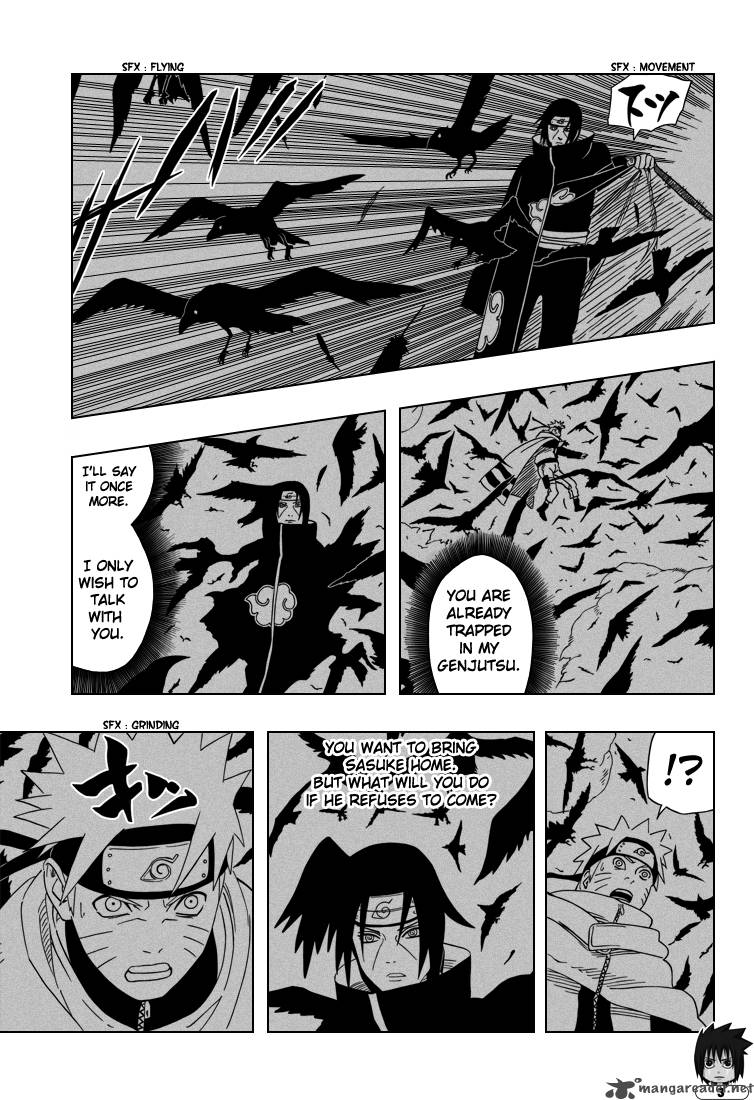 SFX : FLYING
SFX : MOVEMENT
スッ
YOU ARE
ALREADY
TRAPPED
IN MY
GENJUTSU.
I'LL SAY
IT ONCE
MORE.
I ONLY
WISH TO
TALK
WITH
YOU.
!?
YOU WANT TO BRING
SASUKE HOME.
BUT WHAT WILL YOU DO
IF HE REFUSES TO COME?
SFX : GRINDING
キッ
3
mangareader.net